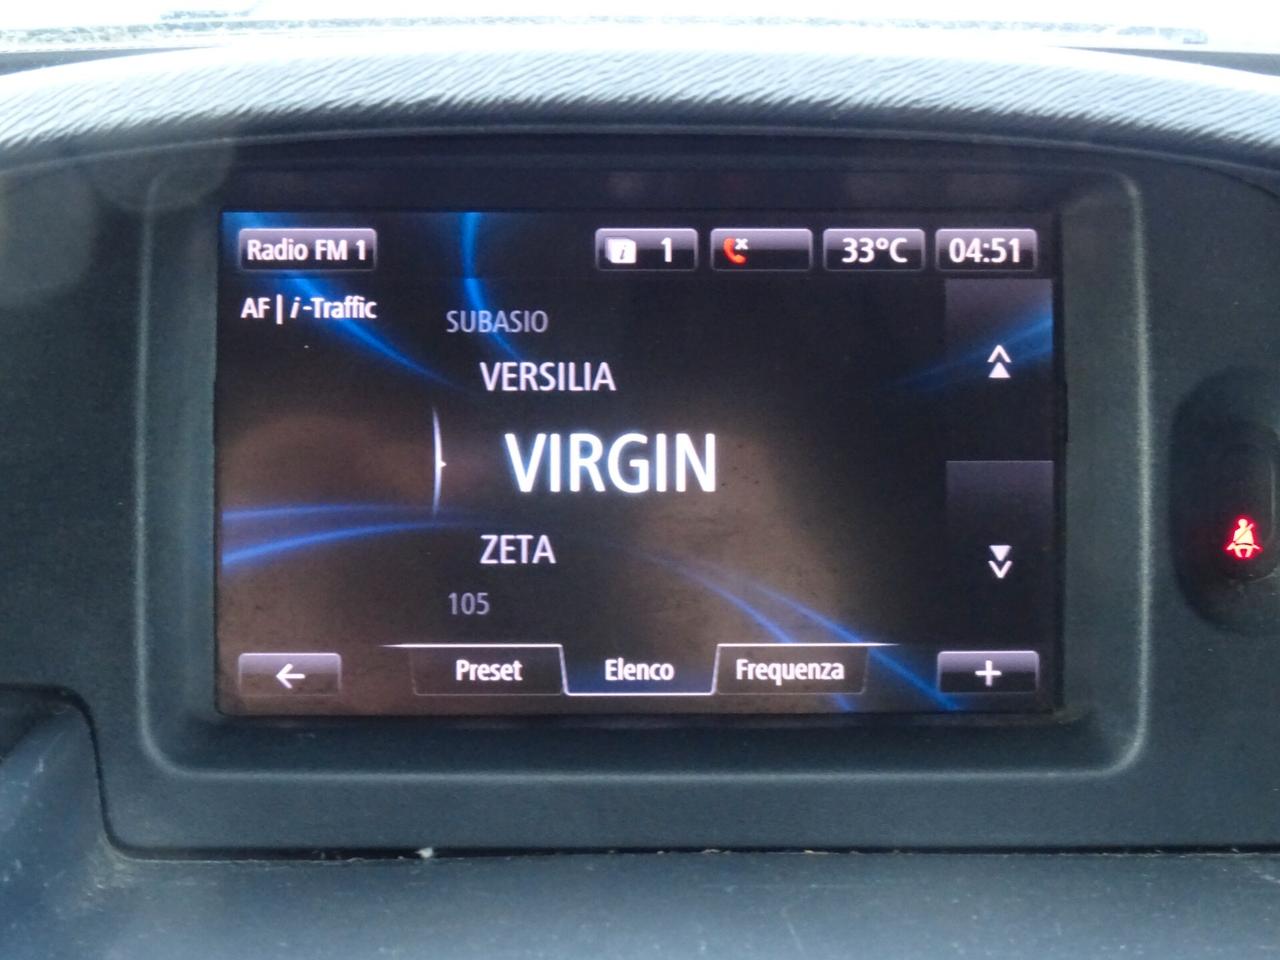 Radio FM 1
1
33°C
04:51
AF | i-Traffic
SUBASIO
VERSILIA
VIRGIN
ZETA
105
Preset
Elenco
Frequenza
+